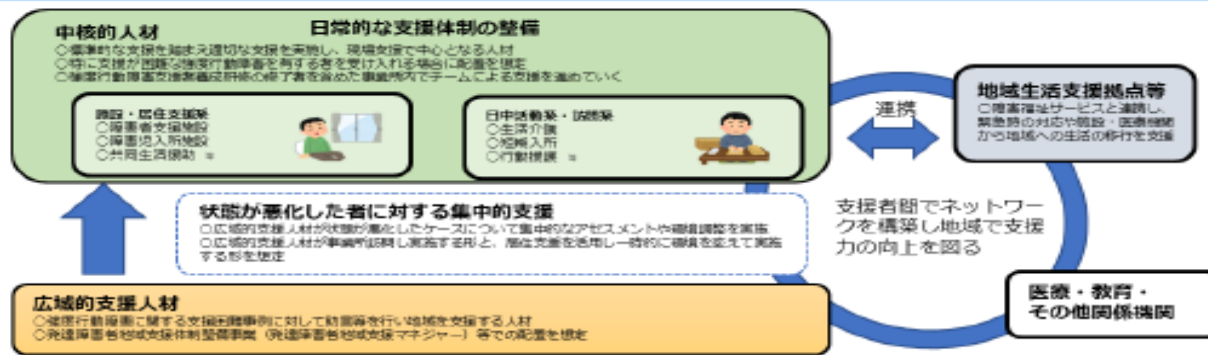 中核的人材
日常的な支援体制の整備
○標準的な支援を踏まえ適切な支援を実施し、現場支援で中心となる人材
○特に支援が困難な強度行動障害を有する者を受け入れる場合に配置を想定
○強度行動障害支援者養成研修の修了者を含めた事業所内でチームによる支援を進めていく
施設・居住支援系
○障害者支援施設
○障害児入所施設
○共同生活援助 等
日中活動系・訪問系
○生活介護
○短期入所
○行動援護 等
連携
地域生活支援拠点等
○障害福祉サービスと連携し、
緊急時の対応や施設・医療機関
から地域への生活の移行を支援
状態が悪化した者に対する集中的支援
○広域的支援人材が状態が悪化したケースについて集中的なアセスメントや環境調整を実施
○広域的支援人材が事業所訪問し実施する形と、居住支援を活用し一時的に環境を変えて実施
する形を想定
支援者間でネットワー
クを構築し地域で支援
力の向上を図る
広域的支援人材
○強度行動障害に関する支援困難事例に対して助言等を行い地域を支援する人材
○発達障害者地域支援体制整備事業（発達障害者地域支援マネジャー）等での配置を想定
医療・教育・
その他関係機関